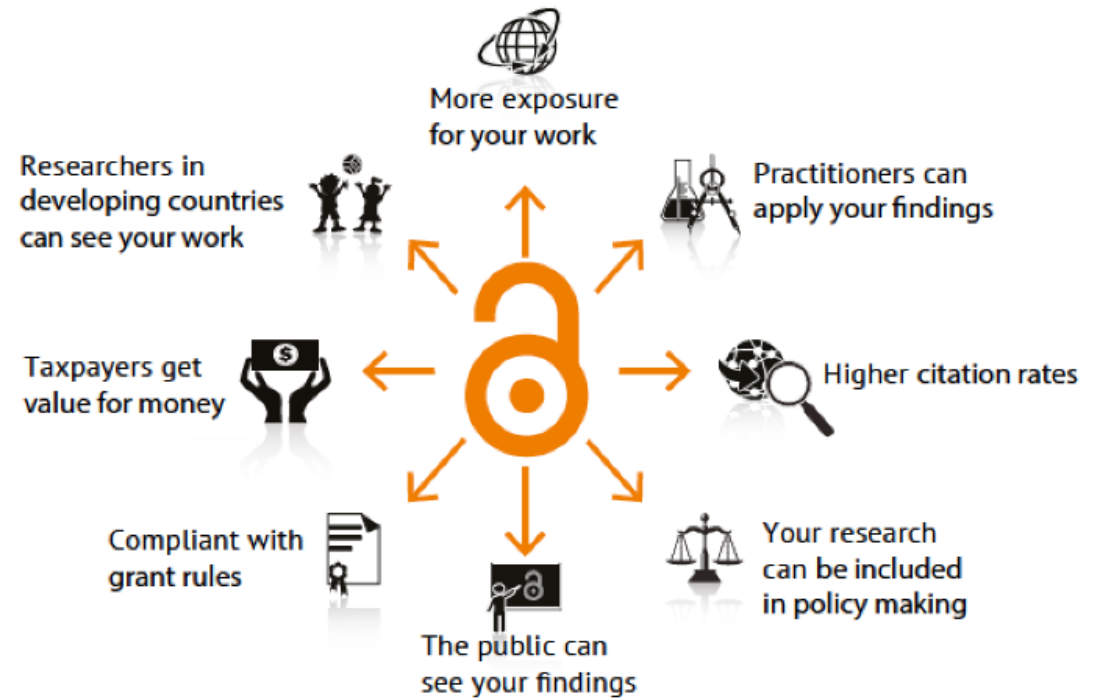 More exposure
for your work
Researchers in
developing countries
can see your work
Practitioners can
apply your findings
Taxpayers get
value for money
Higher citation rates
Compliant with
grant rules
Your research
can be included
in policy making
The public can
see your findings